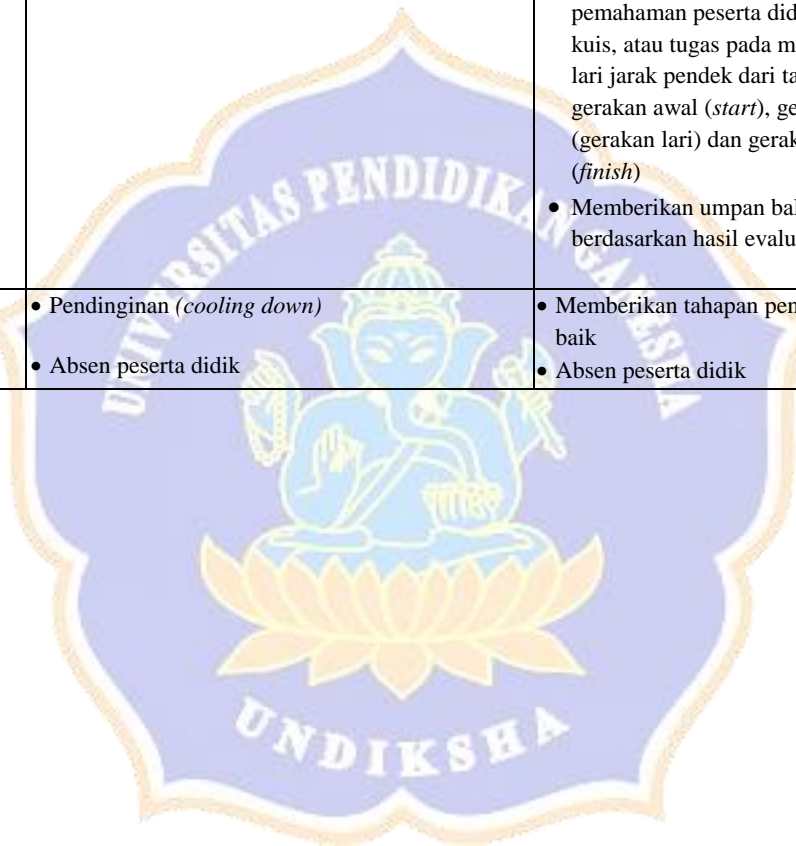 pemahaman peserta did
kuis, atau tugas pada m
lari jarak pendek dari ta
gerakan awal (start), ge
(gerakan lari) dan gerak
(finish)
• Memberikan umpan bal
berdasarkan hasil evalu
• Pendinginan (cooling down)
• Absen peserta didik
• Memberikan tahapan pen
baik
• Absen peserta didik
UNIVERSITAS PENDIDIKAN GANESHA
UNDIKSHA